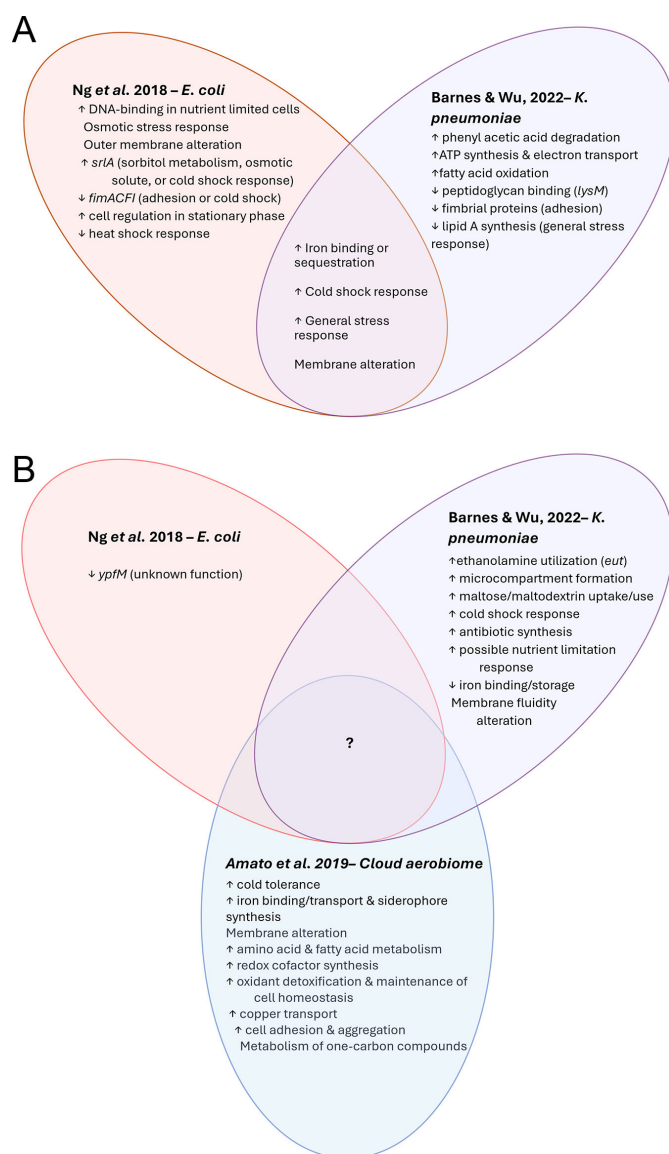 A
Ng et al. 2018 – E. coli
↑ DNA-binding in nutrient limited cells
Osmotic stress response
Outer membrane alteration
↑ srlA (sorbitol metabolism, osmotic
solute, or cold shock response)
↓ fimACFI (adhesion or cold shock)
↑ cell regulation in stationary phase
↓ heat shock response
Barnes & Wu, 2022– K.
pneumoniae
↑ phenyl acetic acid degradation
↑ATP synthesis & electron transport
↑fatty acid oxidation
↓ peptidoglycan binding (lysM)
↓ fimbrial proteins (adhesion)
↓ lipid A synthesis (general stress
response)
↑ Iron binding or
sequestration
↑ Cold shock response
↑ General stress
response
Membrane alteration
B
Ng et al. 2018 – E. coli
↓ ypfM (unknown function)
Barnes & Wu, 2022– K.
pneumoniae
↑ethanolamine utilization (eut)
↑ microcompartment formation
↑ maltose/maltodextrin uptake/use
↑ cold shock response
↑ antibiotic synthesis
↑ possible nutrient limitation
response
↓ iron binding/storage
Membrane fluidity
alteration
?
Amato et al. 2019– Cloud aerobiome
↑ cold tolerance
↑ iron binding/transport & siderophore
synthesis
Membrane alteration
↑ amino acid & fatty acid metabolism
↑ redox cofactor synthesis
↑ oxidant detoxification & maintenance of
cell homeostasis
↑ copper transport
↑ cell adhesion & aggregation
Metabolism of one-carbon compounds